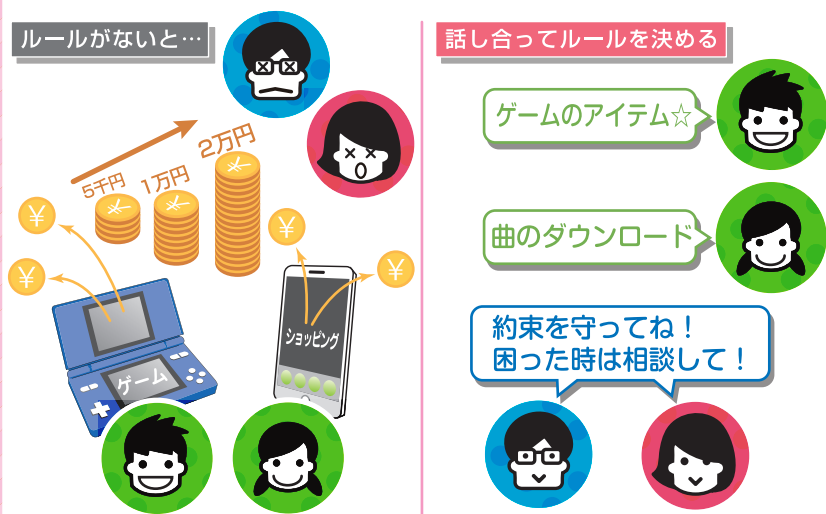 ルールがないと…
5千円
1万円
2万円
¥
¥
¥
¥
ゲーム
ショッピング
話し合ってルールを決める
ゲームのアイテム☆
曲のダウンロード
約束を守ってね！
困った時は相談して！